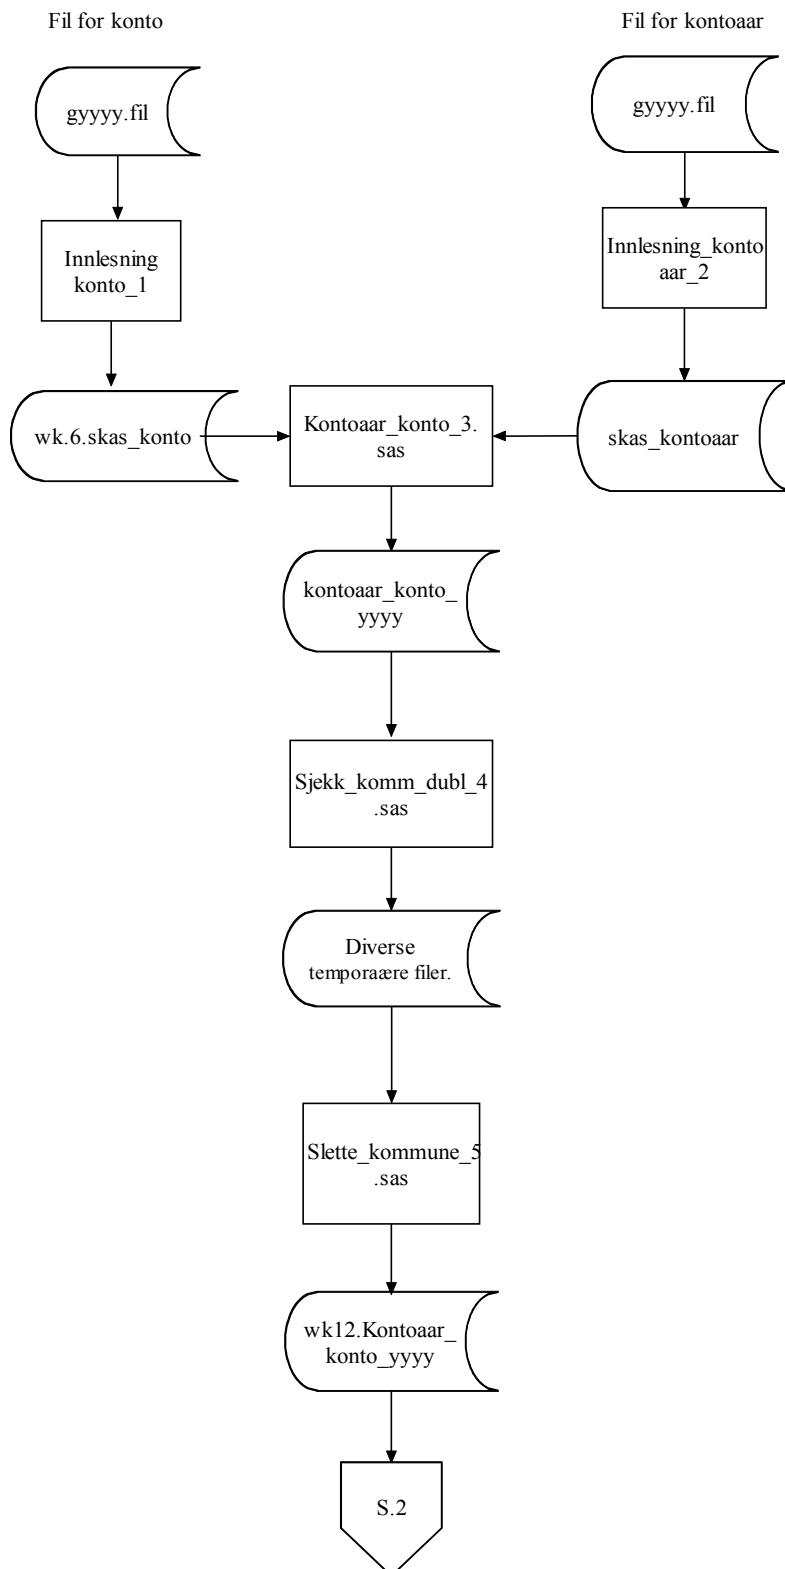 Fil for konto
Fil for kontoaar
gyyyy.fil
gyyyy.fil
Innlesning
konto_1
Innlesning_konto
aar_2
wk.6.skas_konto
Kontoaar_konto_3.
sas
skas_kontoaar
kontoaar_konto_
yyyy
Sjekk_komm_dubl_4
.sas
Diverse
temporaære filer.
Slette_kommune_5
.sas
wk12.Kontoaar_
konto_yyyy
S.2